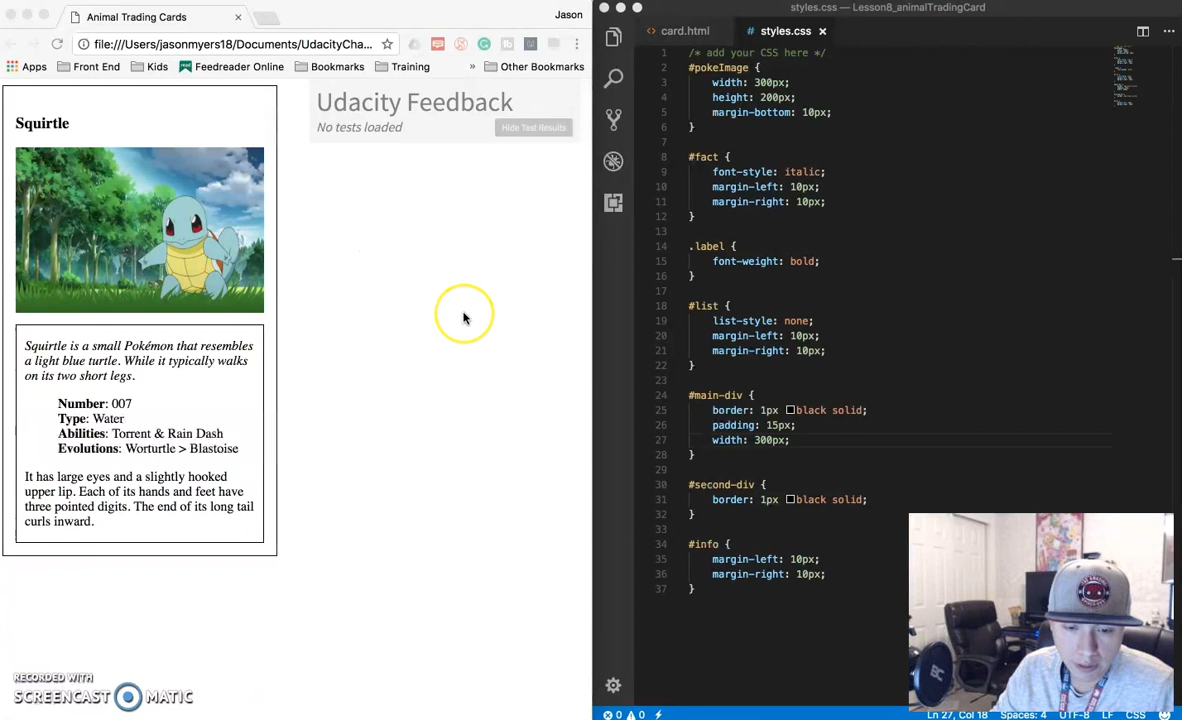 Animal Trading Cards
Jason
file:///Users/jasonmyers18/Documents/UdacityCha...
Apps
Front End
Kids
Feedreader Online
Bookmarks
Training
»
Other Bookmarks
Squirtle
Udacity Feedback
No tests loaded
Hide Test Results
Squirtle is a small Pokémon that resembles
a light blue turtle. While it typically walks
on its two short legs.
Number: 007
Type: Water
Abilities: Torrent & Rain Dash
Evolutions: Worturtle > Blastoise
It has large eyes and a slightly hooked
upper lip. Each of its hands and feet have
three pointed digits. The end of its long tail
curls inward.
RECORDED WITH
SCREENCAST MATIC
styles.css — Lesson8_animalTradingCard
<> card.html
# styles.css
1 /* add your CSS here */
2 #pokeImage {
3 width: 300px;
4 height: 200px;
5 margin-bottom: 10px;
6 }
7
8 #fact {
9 font-style: italic;
10 margin-left: 10px;
11 margin-right: 10px;
12 }
13
14 .label {
15 font-weight: bold;
16 }
17
18 #list {
19 list-style: none;
20 margin-left: 10px;
21 margin-right: 10px;
22 }
23
24 #main-div {
25 border: 1px black solid;
26 padding: 15px;
27 width: 300px;
28 }
29
30 #second-div {
31 border: 1px black solid;
32 }
33
34 #info {
35 margin-left: 10px;
36 margin-right: 10px;
37 }
0 0
Ln 27, Col 18 Spaces: 4 UTF-8 LF CSS